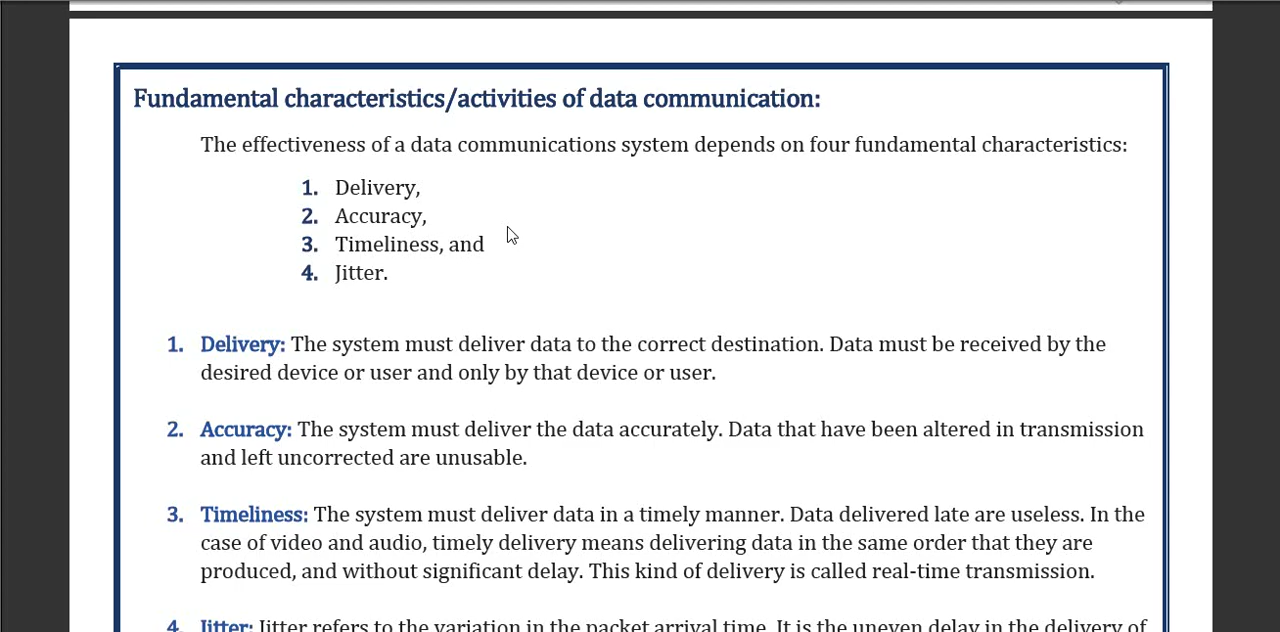 Fundamental characteristics/activities of data communication:
The effectiveness of a data communications system depends on four fundamental characteristics:
1. Delivery,
2. Accuracy,
3. Timeliness, and
4. Jitter.
1. Delivery: The system must deliver data to the correct destination. Data must be received by the
desired device or user and only by that device or user.
2. Accuracy: The system must deliver the data accurately. Data that have been altered in transmission
and left uncorrected are unusable.
3. Timeliness: The system must deliver data in a timely manner. Data delivered late are useless. In the
case of video and audio, timely delivery means delivering data in the same order that they are
produced, and without significant delay. This kind of delivery is called real-time transmission.
4. Jitter: Jitter refers to the variation in the packet arrival time. It is the uneven delay in the delivery of